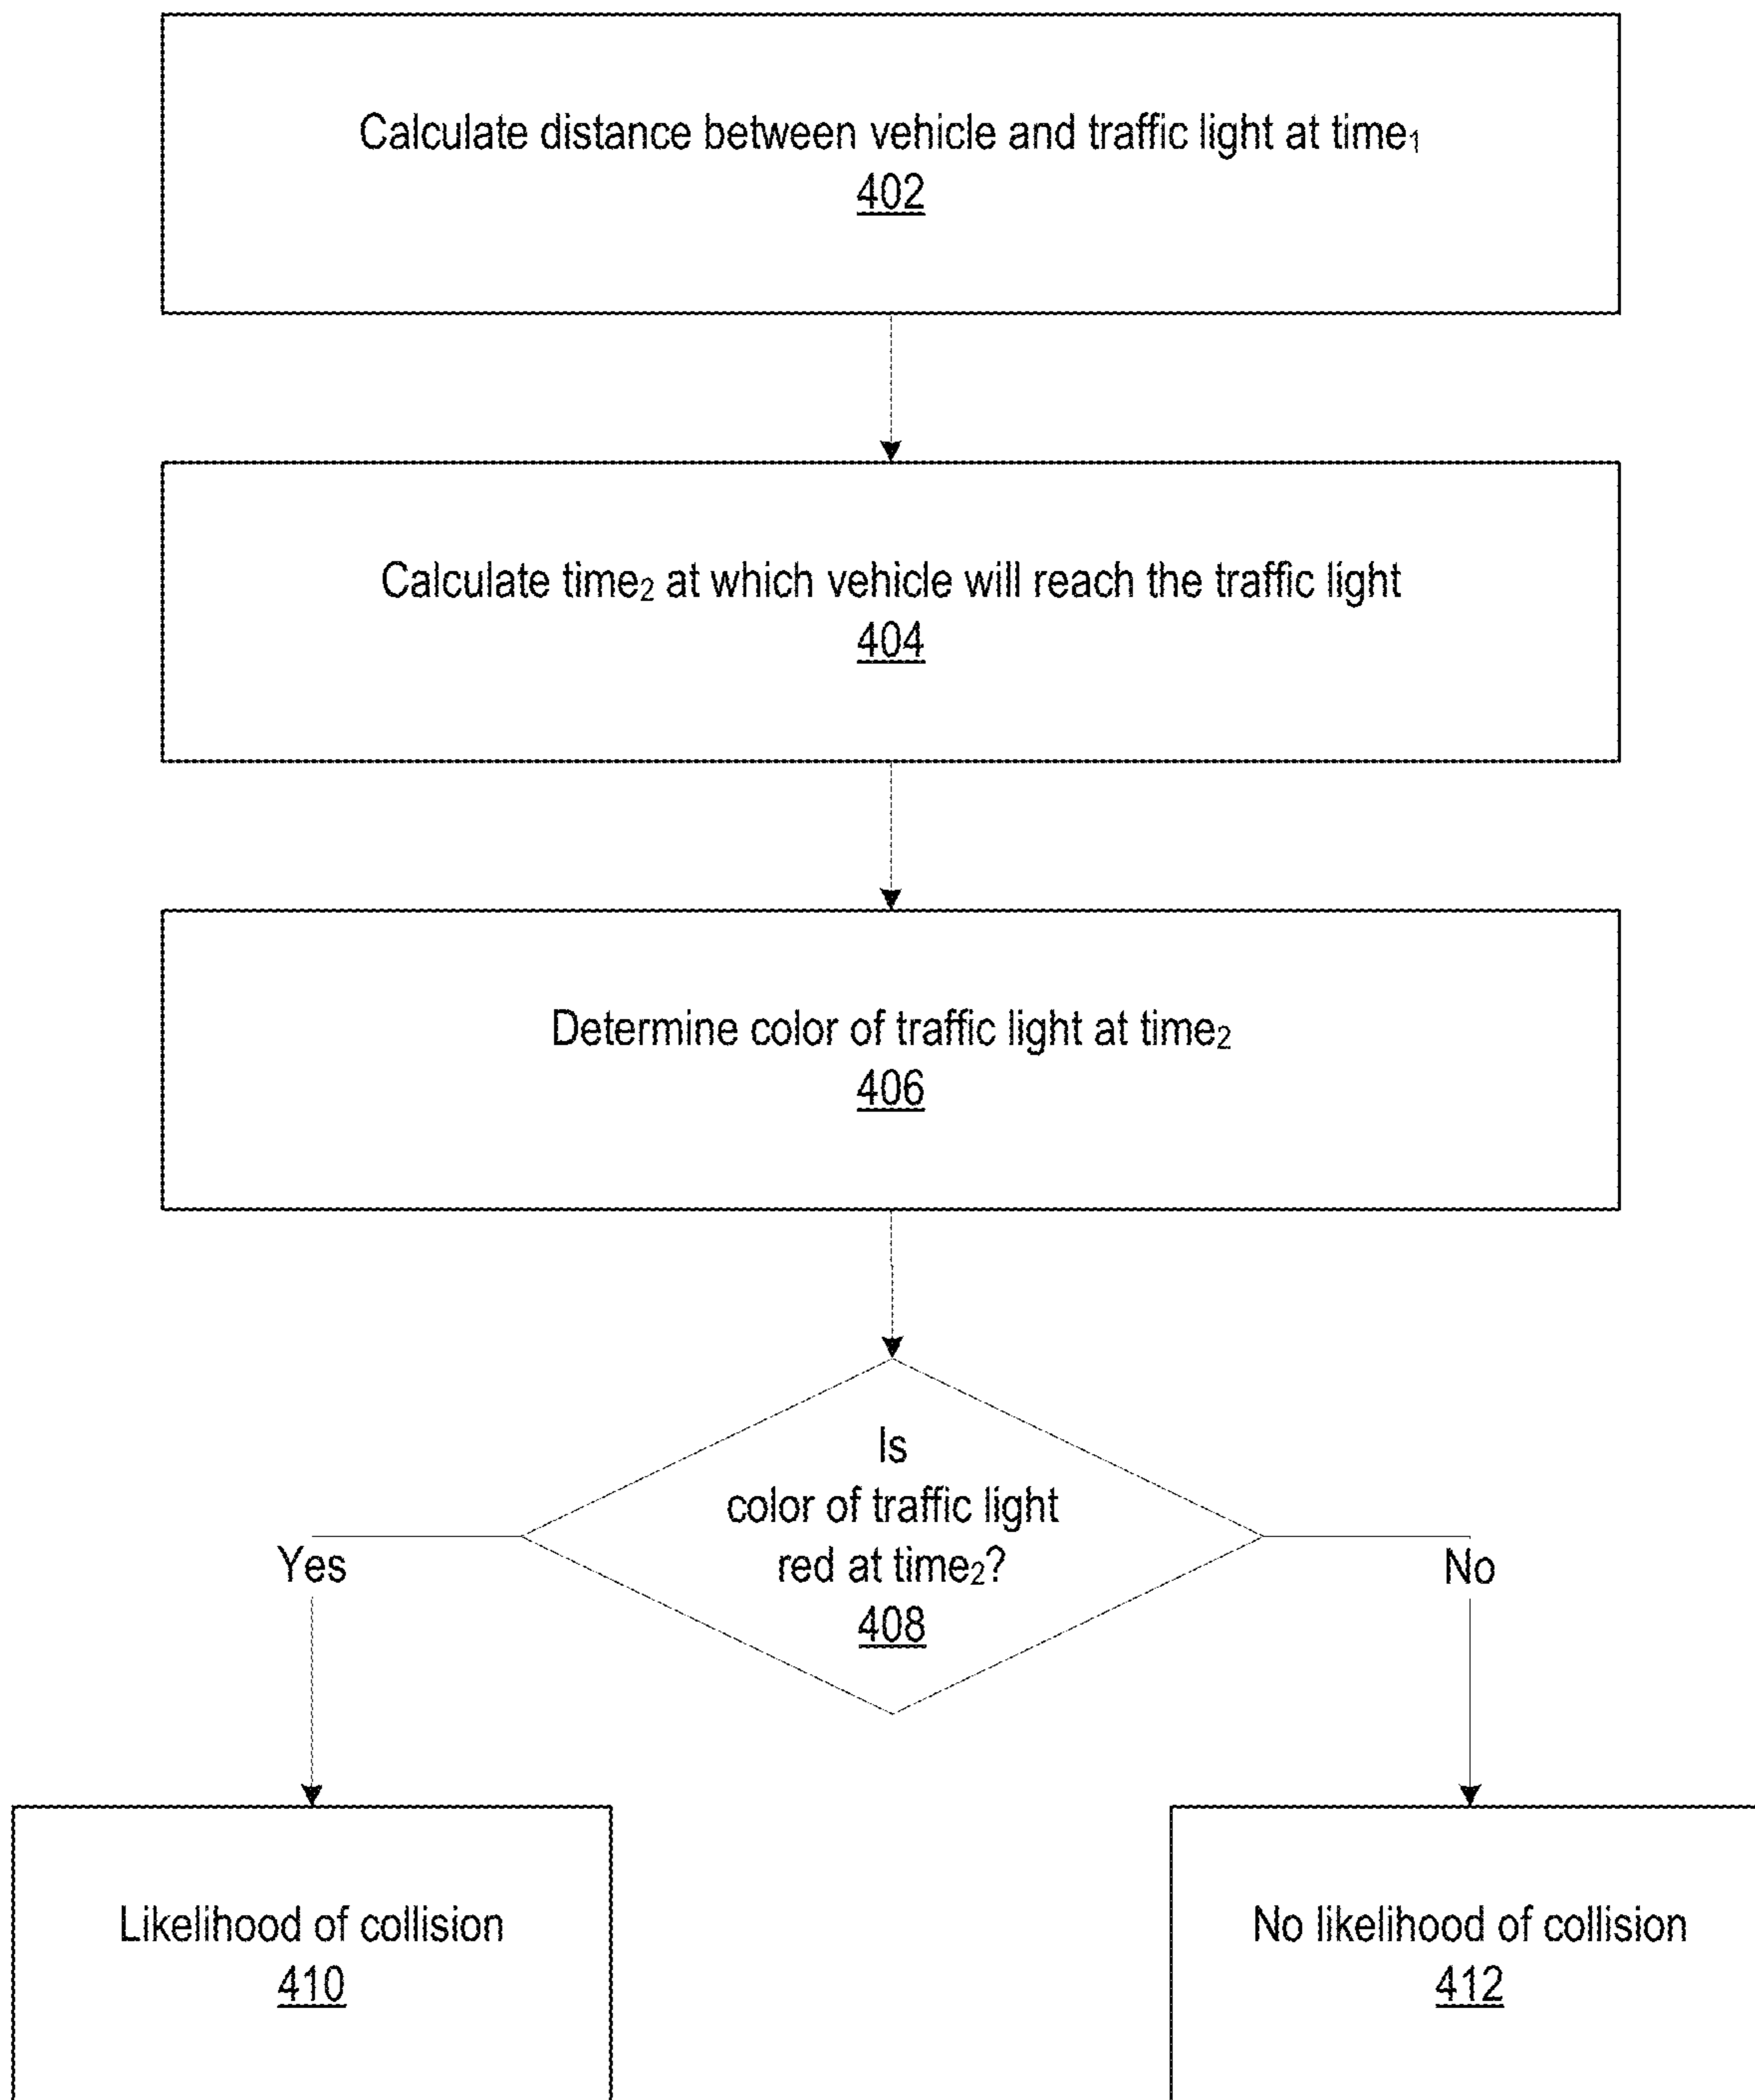 Calculate distance between vehicle and traffic light at time₁
402
Calculate time₂ at which vehicle will reach the traffic light
404
Determine color of traffic light at time₂
406
Is
color of traffic light
red at time₂?
408
Yes
No
Likelihood of collision
410
No likelihood of collision
412